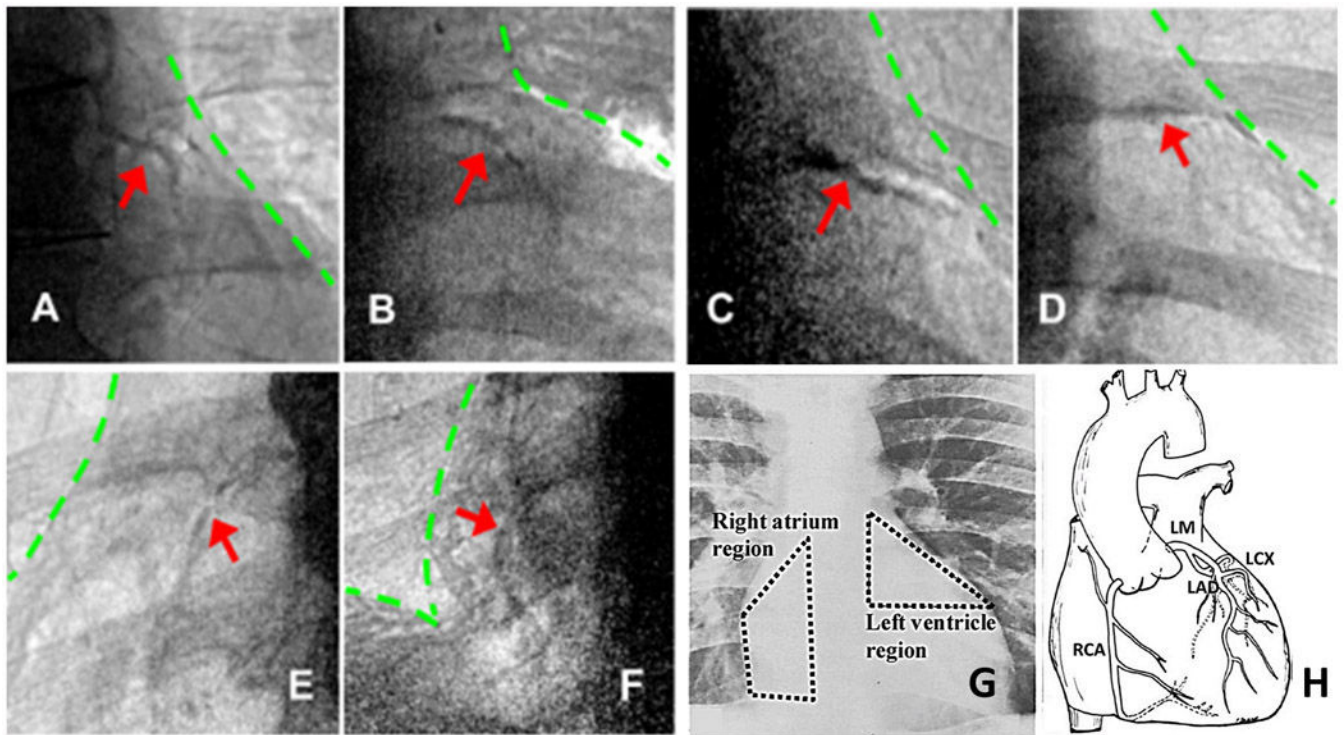 A
B
C
D
E
F
Right atrium
region
Left ventricle
region
G
LM
LCX
LAD
RCA
H